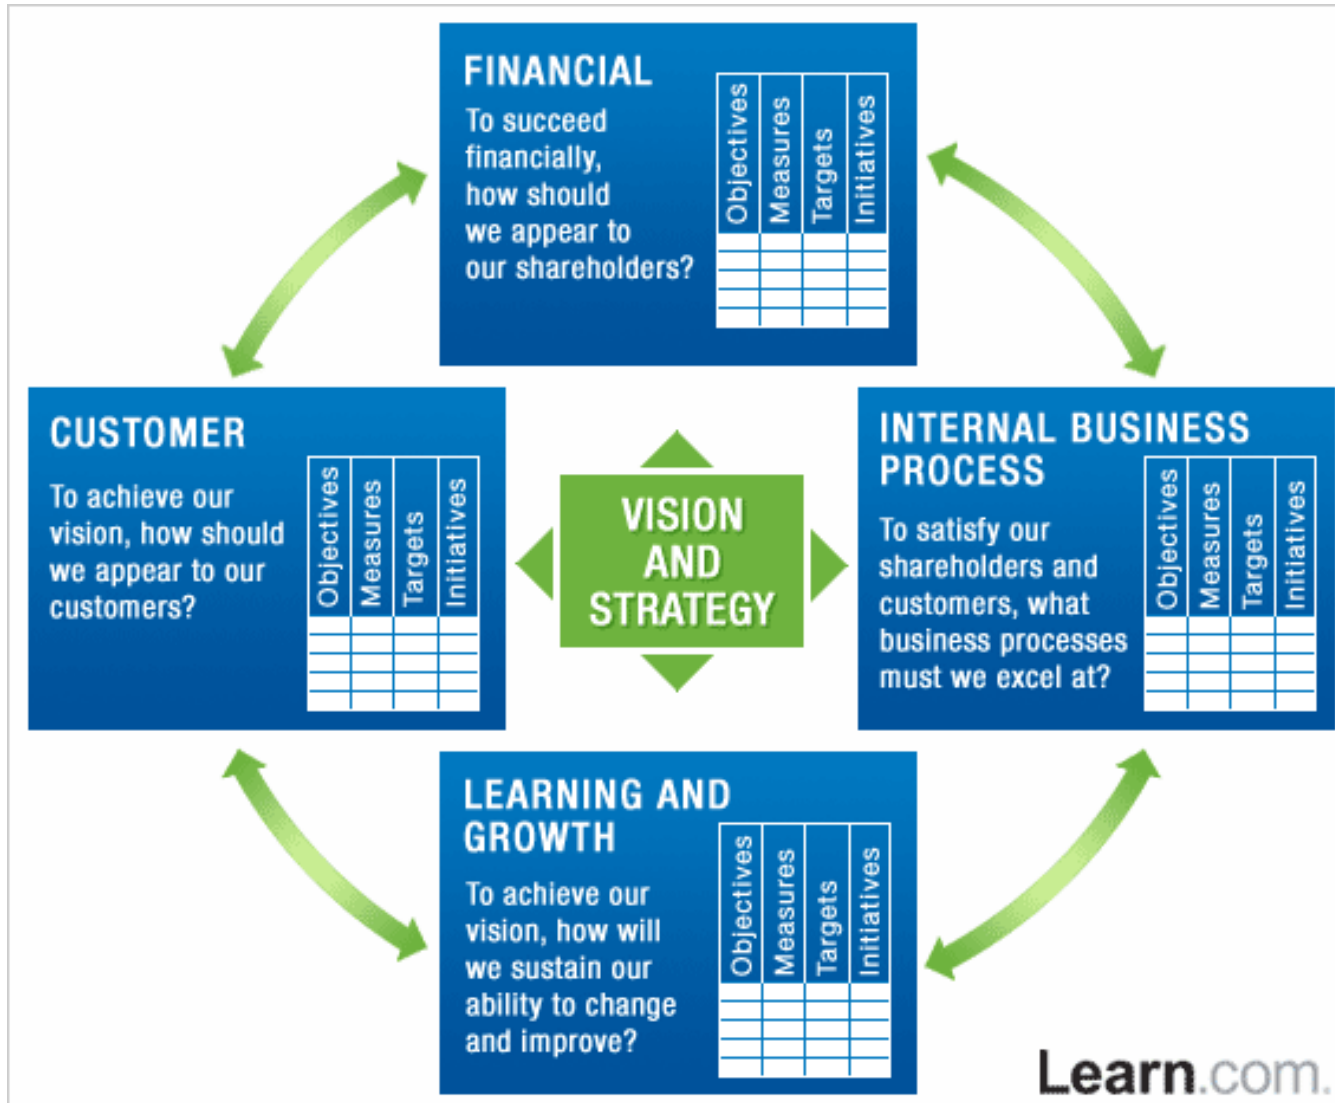 FINANCIAL
To succeed
financially,
how should
we appear to
our shareholders?
Objectives
Measures
Targets
Initiatives
CUSTOMER
To achieve our
vision, how should
we appear to our
customers?
Objectives
Measures
Targets
Initiatives
VISION
AND
STRATEGY
INTERNAL BUSINESS
PROCESS
To satisfy our
shareholders and
customers, what
business processes
must we excel at?
Objectives
Measures
Targets
Initiatives
LEARNING AND
GROWTH
To achieve our
vision, how will
we sustain our
ability to change
and improve?
Objectives
Measures
Targets
Initiatives
Learn.com.